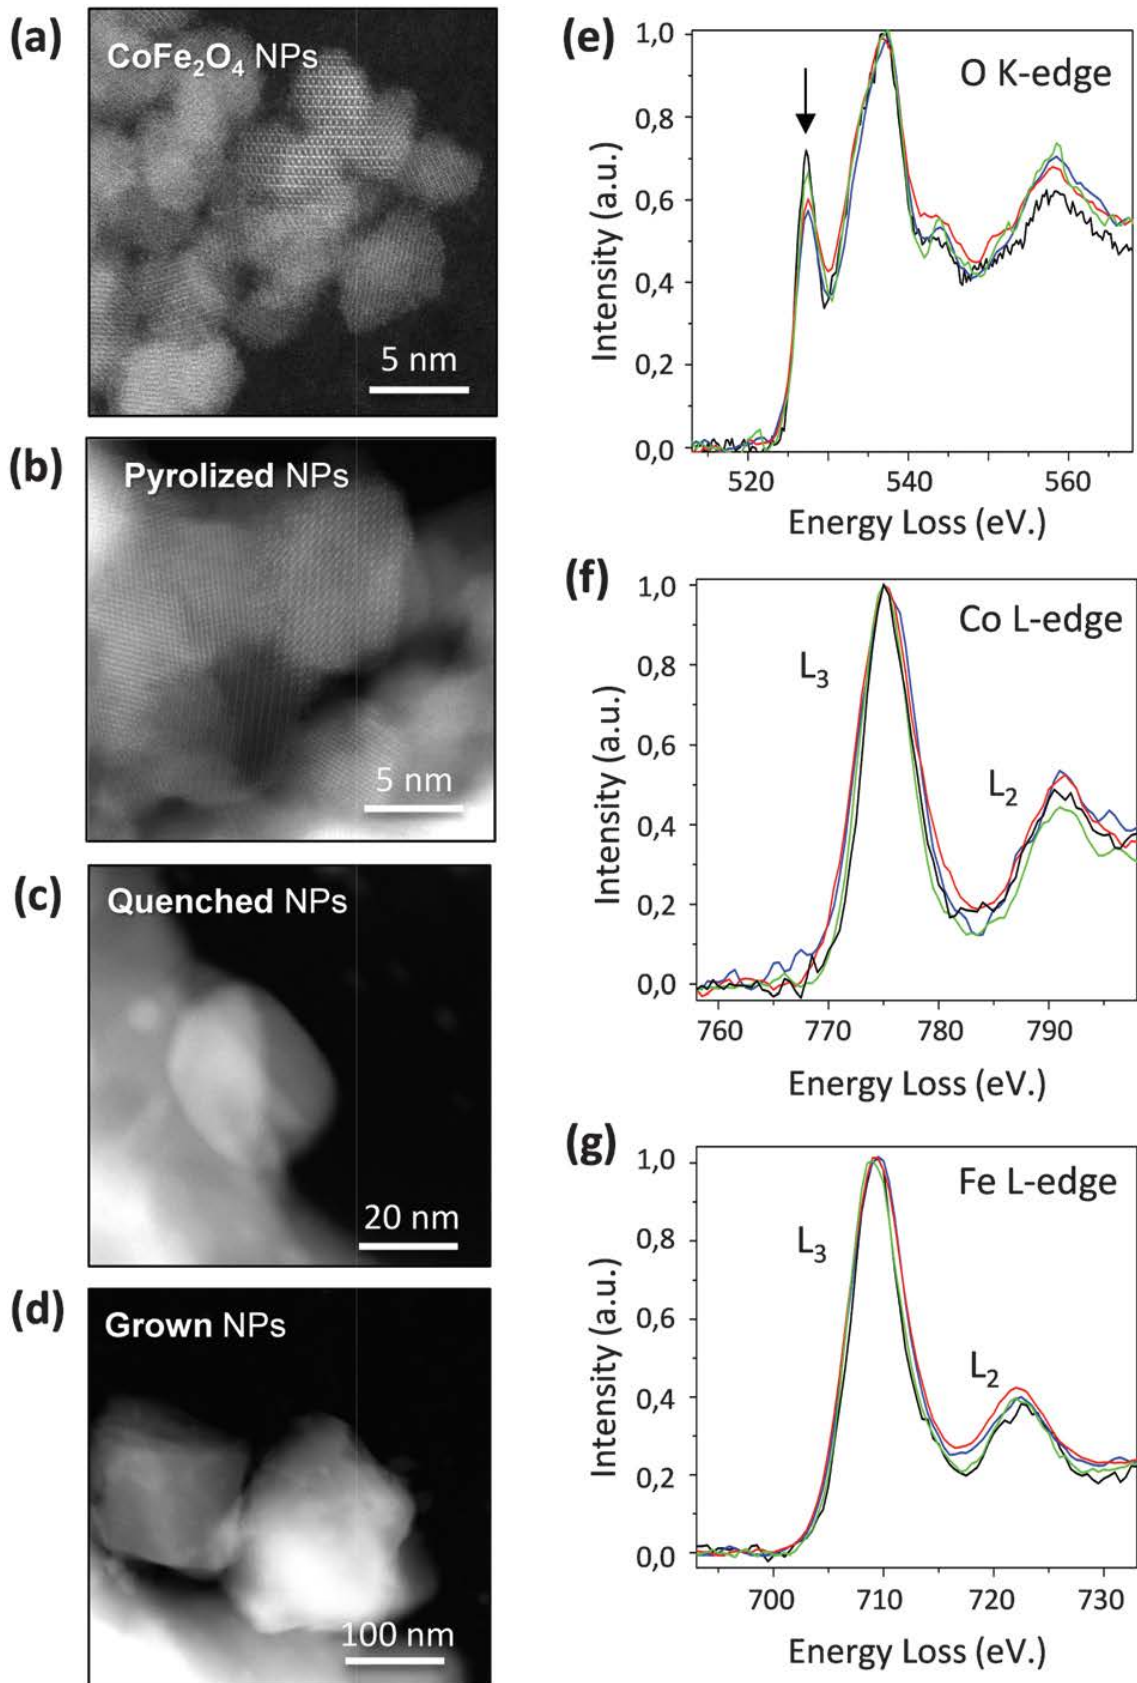 (a)
CoFe₂O₄ NPs
5 nm
(b)
Pyrolized NPs
5 nm
(c)
Quenched NPs
20 nm
(d)
Grown NPs
100 nm
(e)
O K-edge
1,0
0,8
0,6
0,4
0,2
0,0
Intensity (a.u.)
520 540 560
Energy Loss (eV.)
(f)
Co L-edge
L₃
L₂
1,0
0,8
0,6
0,4
0,2
0,0
Intensity (a.u.)
760 770 780 790
Energy Loss (eV.)
(g)
Fe L-edge
L₃
L₂
1,0
0,8
0,6
0,4
0,2
0,0
Intensity (a.u.)
700 710 720 730
Energy Loss (eV.)